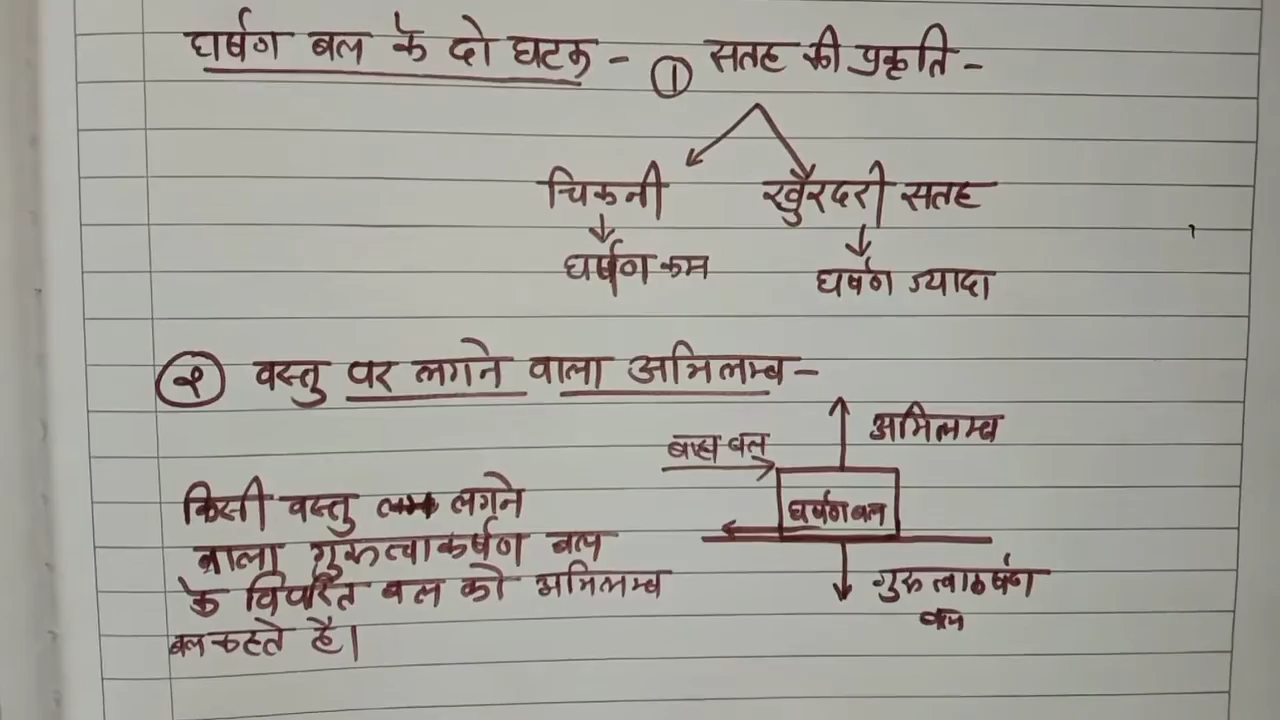 घर्षण बल के दो घटक - ① सतह की प्रकृति -
चिकनी खुरदरी सतह
घर्षण कम घर्षण ज्यादा
② वस्तु पर लगने वाला अभिलम्ब -
अभिलम्ब
बाह्य बल
घर्षण बल
किसी वस्तु लगने
वाला गुरुत्वाकर्षण बल
के विपरित बल को अभिलम्ब
बल कहते है।
गुरुत्वाकर्षण
बल